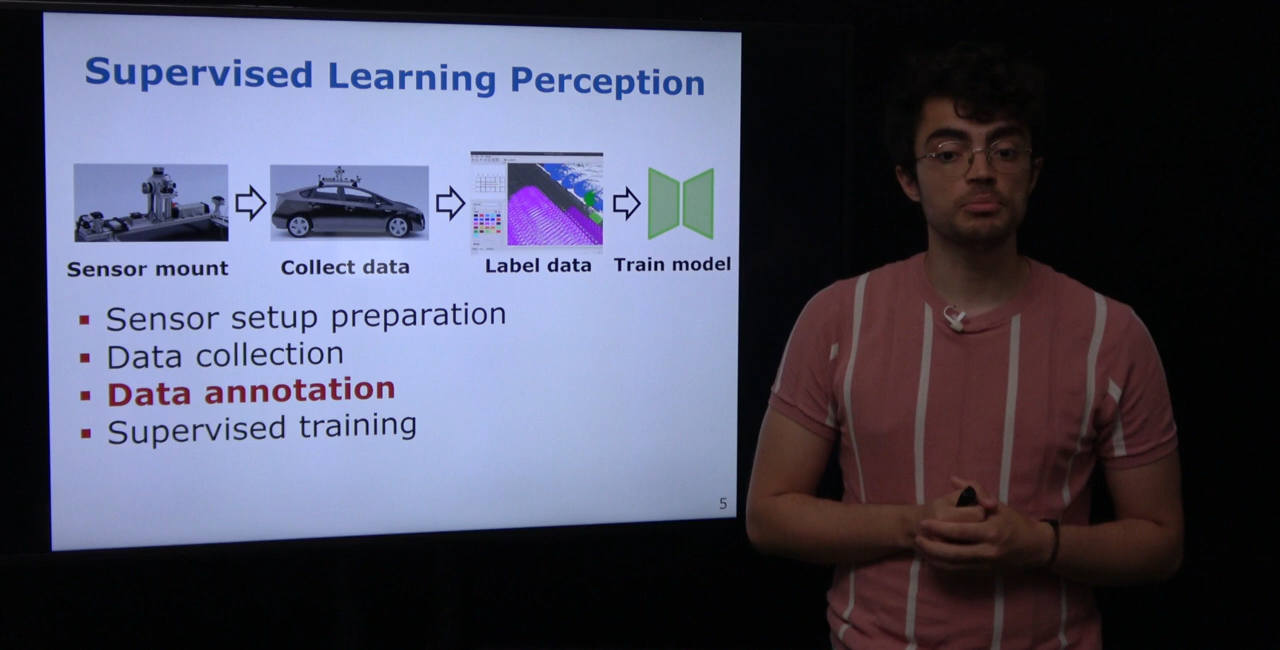 Supervised Learning Perception
Sensor mount
Collect data
Label data
Train model
Sensor setup preparation
Data collection
Data annotation
Supervised training
5